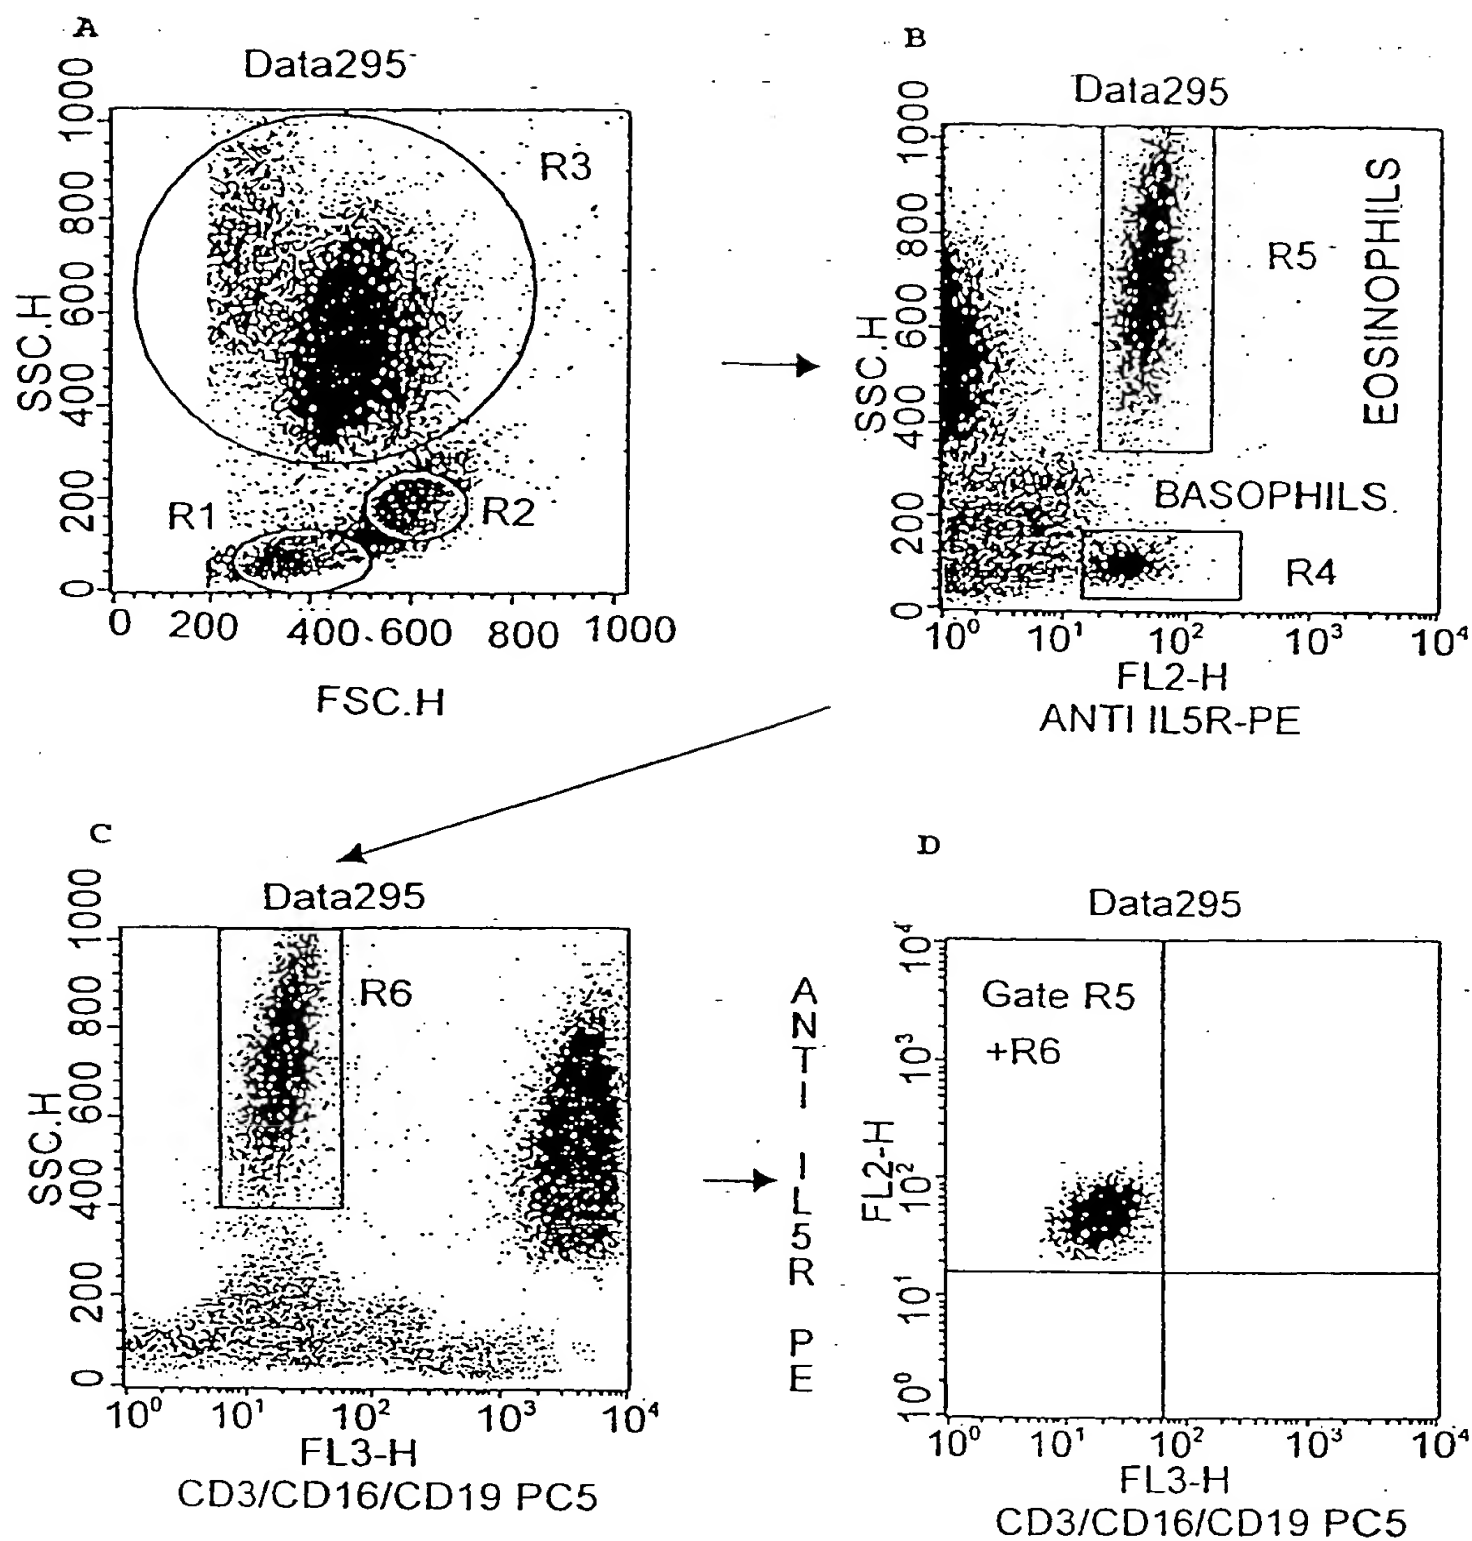 A
Data295
SSC.H
1000
800
600
400
200
0
R3
R1
R2
0 200 400 600 800 1000
FSC.H
B
Data295
SSC.H
1000
800
600
400
200
0
R5
EOSINOPHILS
BASOPHILS
R4
10⁰ 10¹ 10² 10³ 10⁴
FL2-H
ANTI IL5R-PE
C
Data295
SSC.H
1000
800
600
400
200
0
R6
10⁰ 10¹ 10² 10³ 10⁴
FL3-H
CD3/CD16/CD19 PC5
D
Data295
ANTI IL5R PE
FL2-H
10⁴
10³
10²
10¹
10⁰
Gate R5
+R6
10⁰ 10¹ 10² 10³ 10⁴
FL3-H
CD3/CD16/CD19 PC5